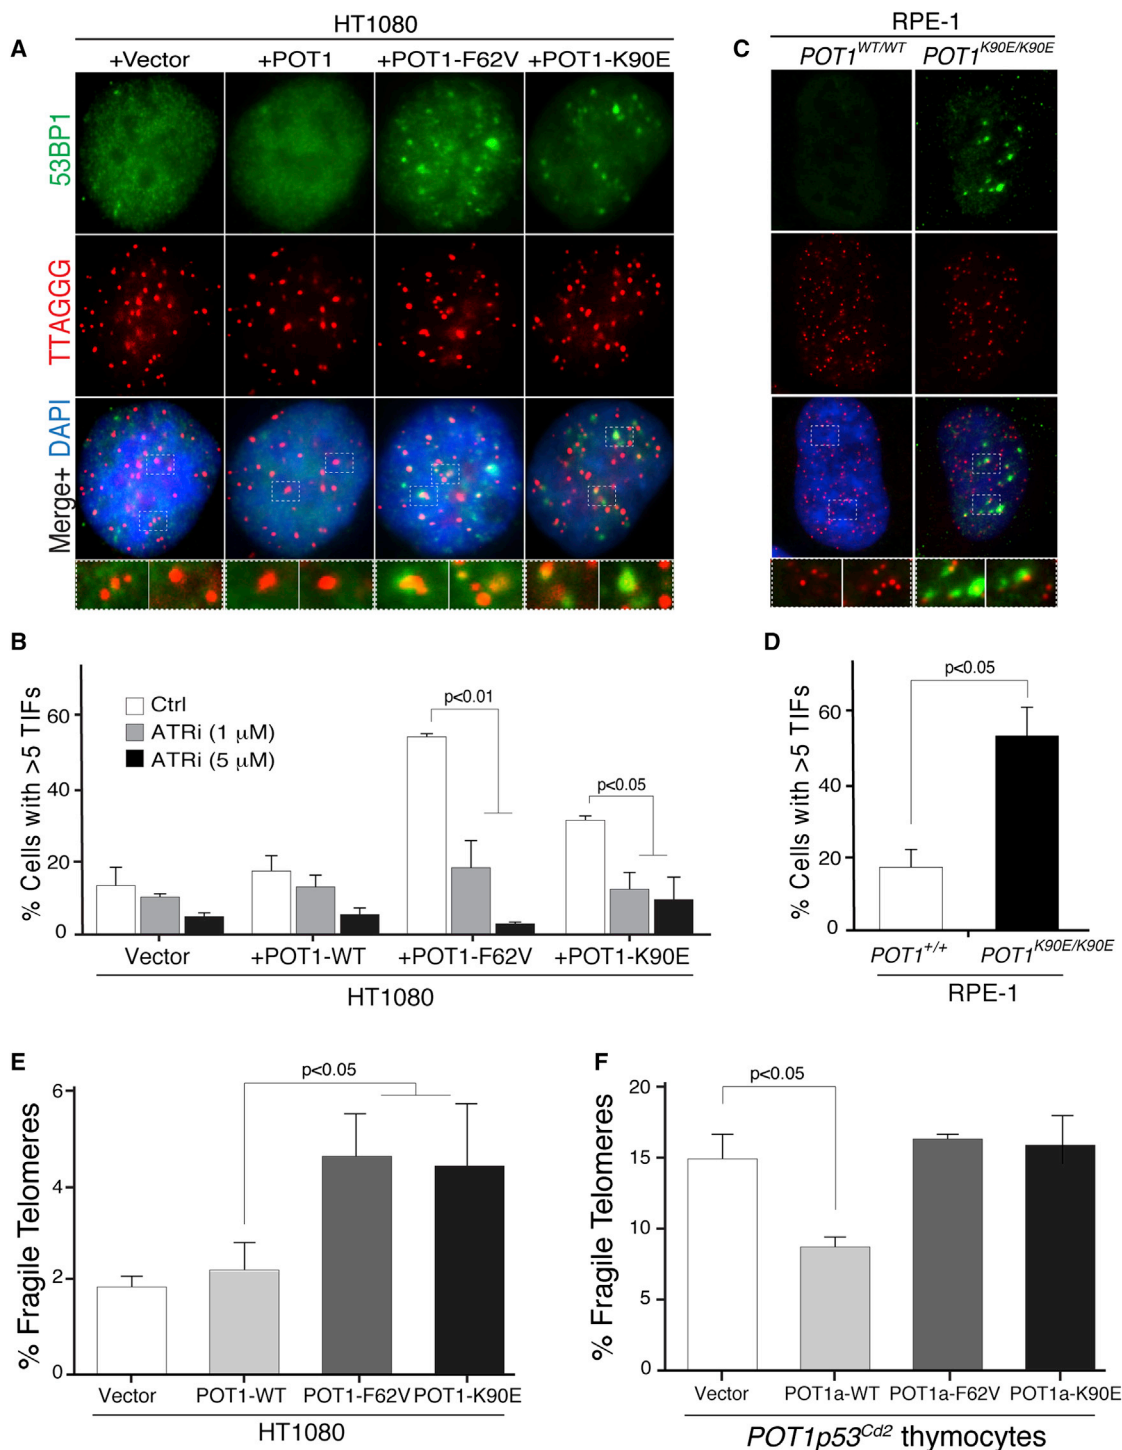 HT1080
A
+Vector
+POT1
+POT1-F62V
+POT1-K90E
53BP1
TTAGGG
Merge+ DAPI
RPE-1
C
POT1WT/WT
POT1K90E/K90E
B
% Cells with >5 TIFs
60
40
20
0
Ctrl
ATRi (1 µM)
ATRi (5 µM)
p<0.01
p<0.05
Vector
+POT1-WT
+POT1-F62V
+POT1-K90E
HT1080
D
% Cells with >5 TIFs
60
40
20
0
p<0.05
POT1+/+
POT1K90E/K90E
RPE-1
E
% Fragile Telomeres
6
4
2
0
p<0.05
Vector
POT1-WT
POT1-F62V
POT1-K90E
HT1080
F
% Fragile Telomeres
20
15
10
5
0
p<0.05
Vector
POT1a-WT
POT1a-F62V
POT1a-K90E
POT1p53Cd2 thymocytes